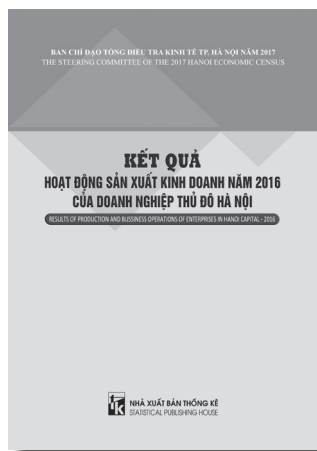 BAN CHỈ ĐẠO TỔNG ĐIỀU TRA KINH TẾ TP. HÀ NỘI NĂM 2017
THE STEERING COMMITTEE OF THE 2017 HANOI ECONOMIC CENSUS
KẾT QUẢ
HOẠT ĐỘNG SẢN XUẤT KINH DOANH NĂM 2016
CỦA DOANH NGHIỆP THỦ ĐÔ HÀ NỘI
RESULTS OF PRODUCTION AND BUSSINESS OPERATIONS OF ENTERPRISES IN HANOI CAPITAL - 2016
NHÀ XUẤT BẢN THỐNG KÊ
STATISTICAL PUBLISHING HOUSE